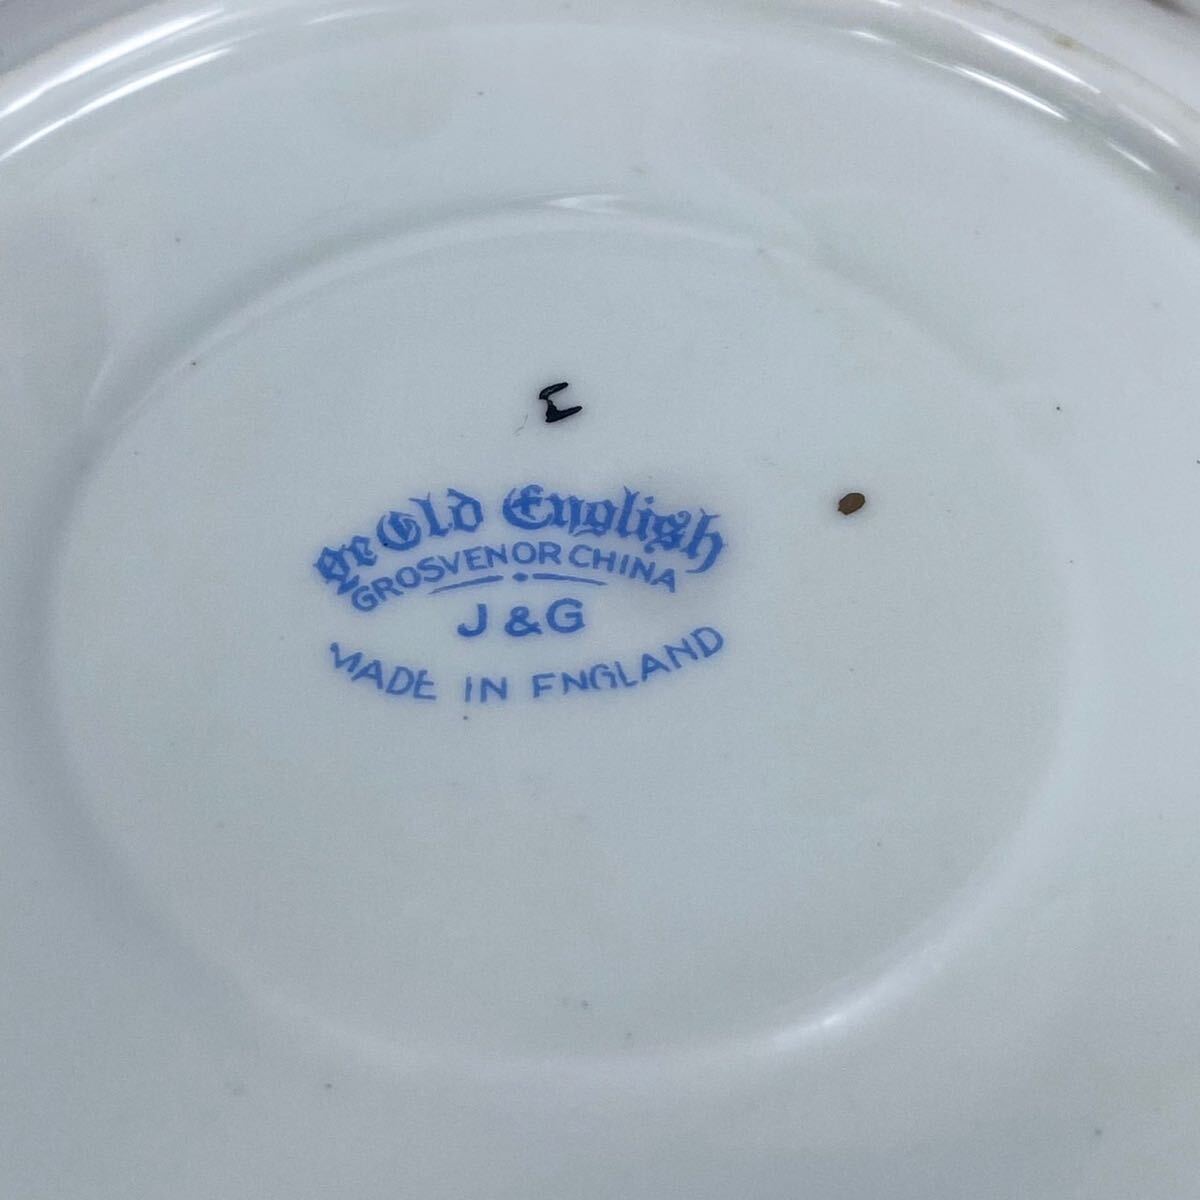 Ye Old English
GROSVENOR CHINA
J & G
MADE IN ENGLAND